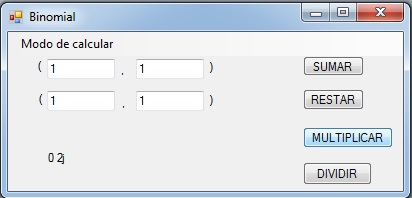 Binomial
Modo de calcular
( 1 , 1 ) SUMAR
( 1 , 1 ) RESTAR
MULTIPLICAR
0 2j
DIVIDIR